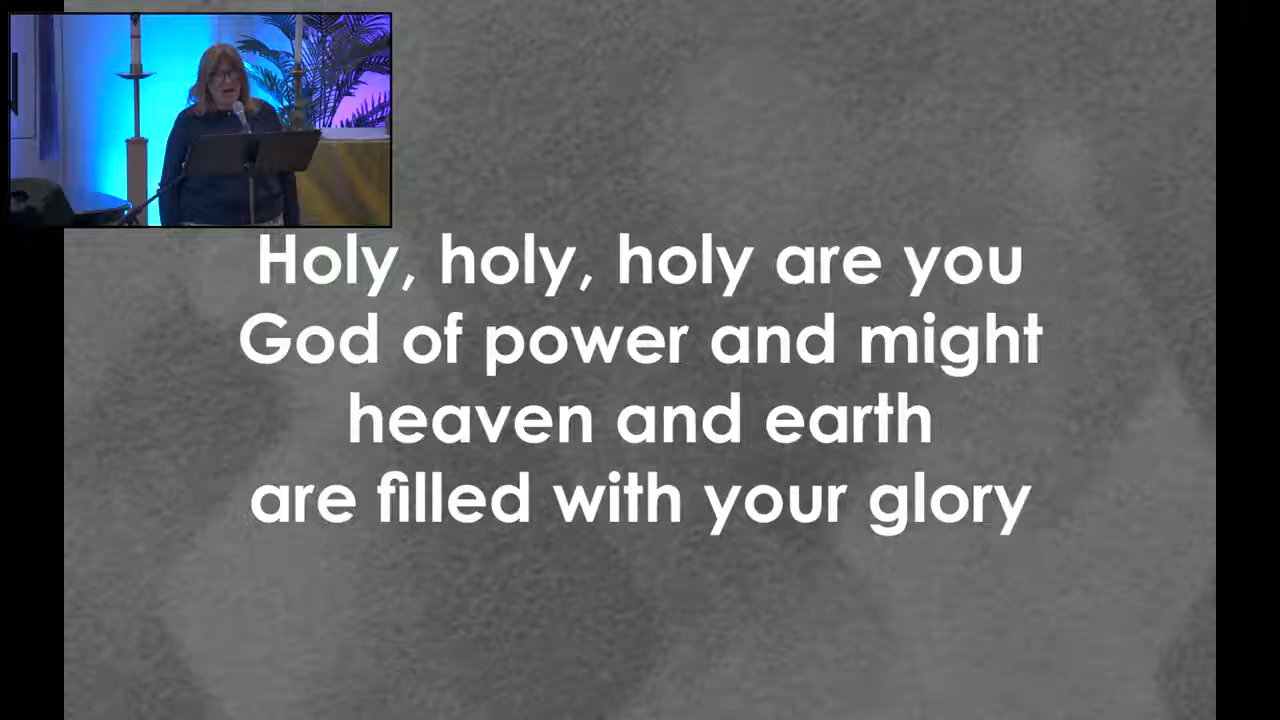 Holy, holy, holy are you
God of power and might
heaven and earth
are filled with your glory